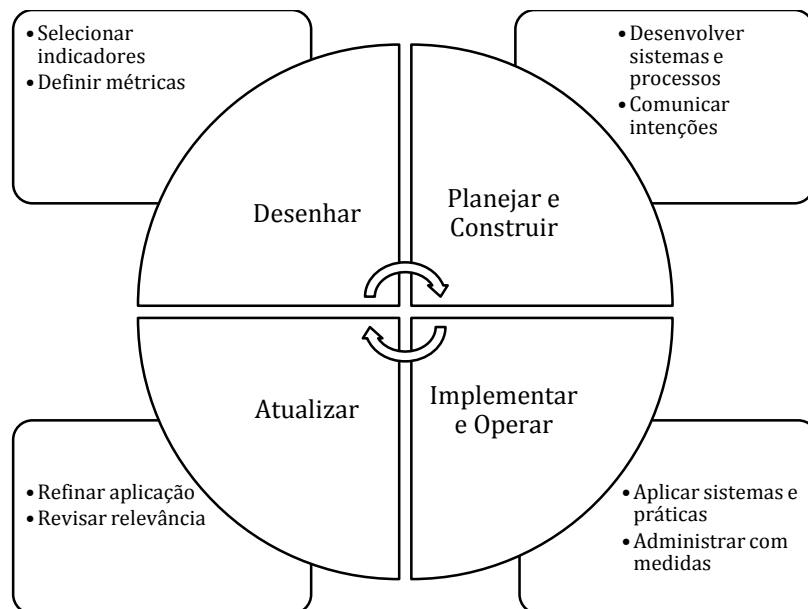 • Selecionar
indicadores
• Definir métricas
• Desenvolver
sistemas e
processos
• Comunicar
intenções
Desenhar
Planejar e
Construir
Atualizar
Implementar
e Operar
• Refinar aplicação
• Revisar relevância
• Aplicar sistemas e
práticas
• Administrar com
medidas